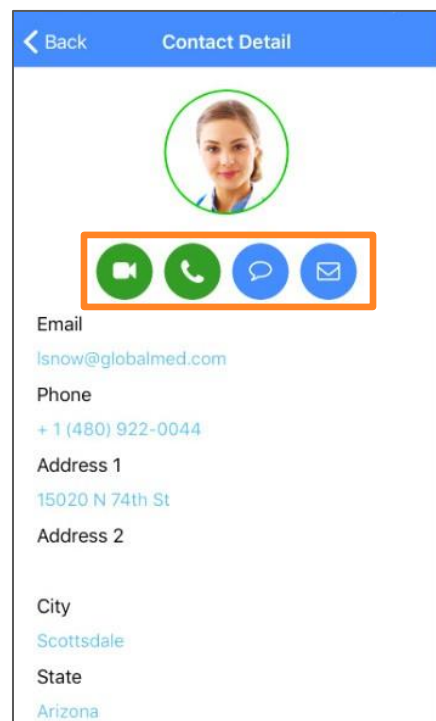 Back
Contact Detail
Email
lsnow@globalmed.com
Phone
+ 1 (480) 922-0044
Address 1
15020 N 74th St
Address 2
City
Scottsdale
State
Arizona